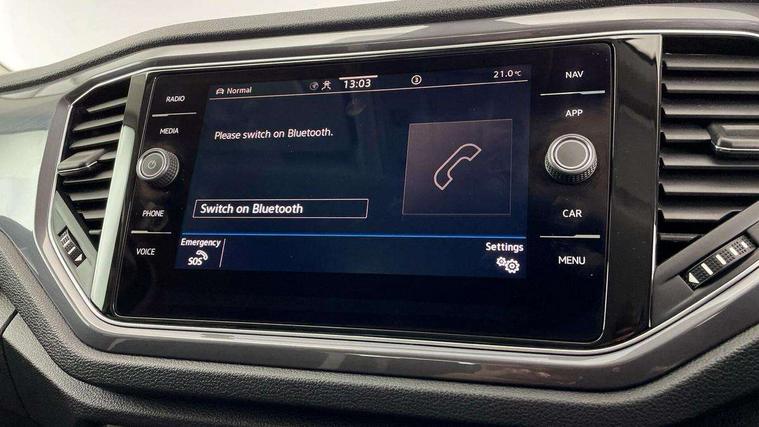 RADIO
MEDIA
PHONE
VOICE
Normal
13:03
3
21.0 °C
Please switch on Bluetooth.
Switch on Bluetooth
Emergency
SOS
Settings
NAV
APP
CAR
MENU